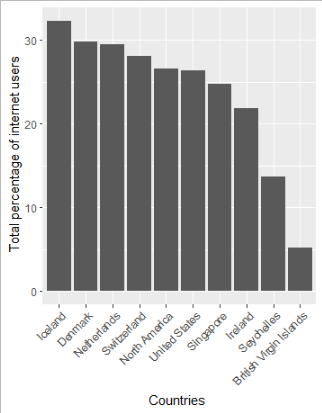 Total percentage of internet users
30
20
10
0
Iceland
Denmark
Netherlands
Switzerland
North America
United States
Singapore
Ireland
Seychelles
British Virgin Islands
Countries